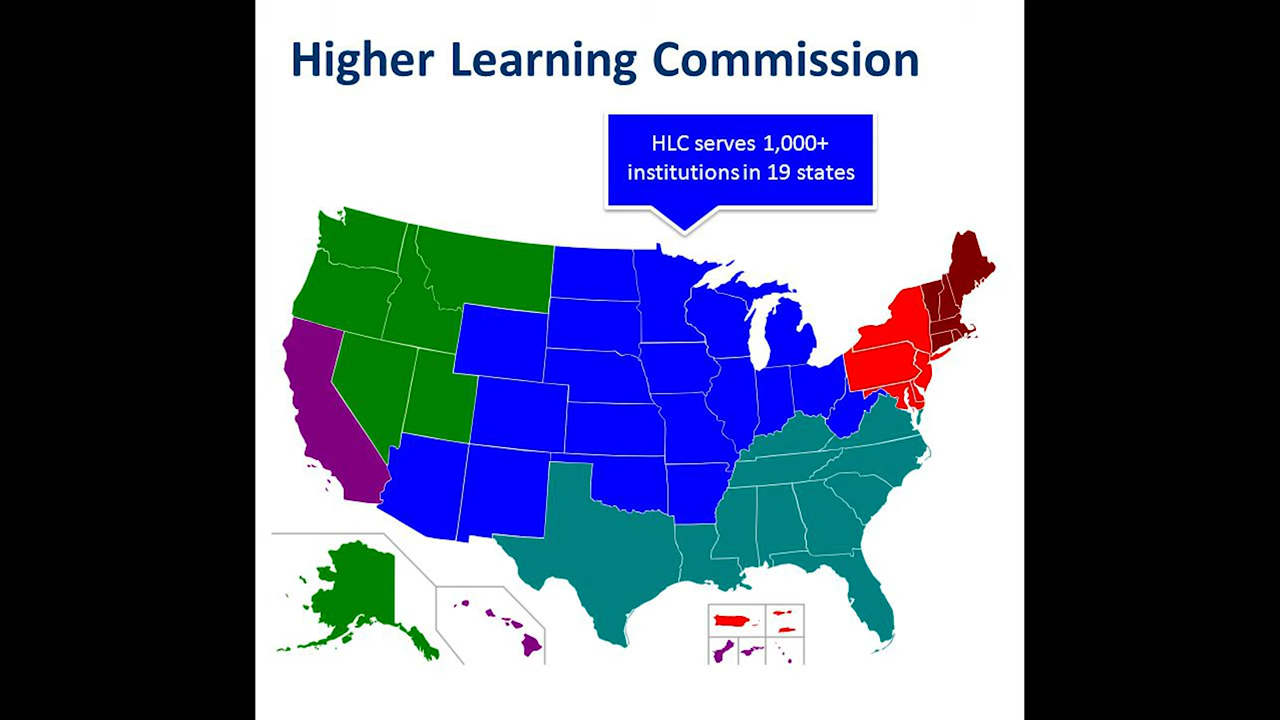 Higher Learning Commission
HLC serves 1,000+
institutions in 19 states